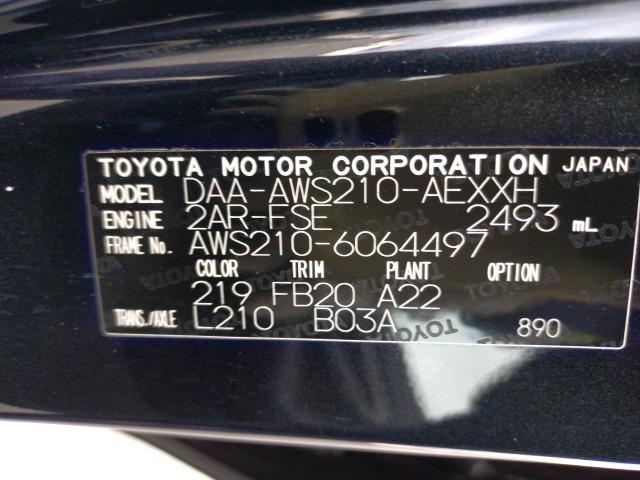 TOYOTA MOTOR CORPORATION JAPAN
MODEL DAA-AWS210-AEXXH
ENGINE 2AR-FSE 2493 mL
FRAME No. AWS210-6064497
COLOR TRIM PLANT OPTION
219 FB20 A22
TRANS./AXLE L210 B03A 890